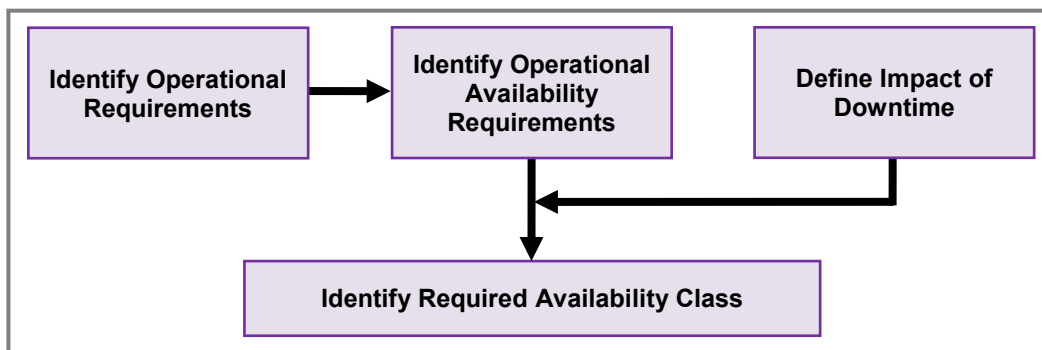 Identify Operational
Requirements
Identify Operational
Availability
Requirements
Define Impact of
Downtime
Identify Required Availability Class